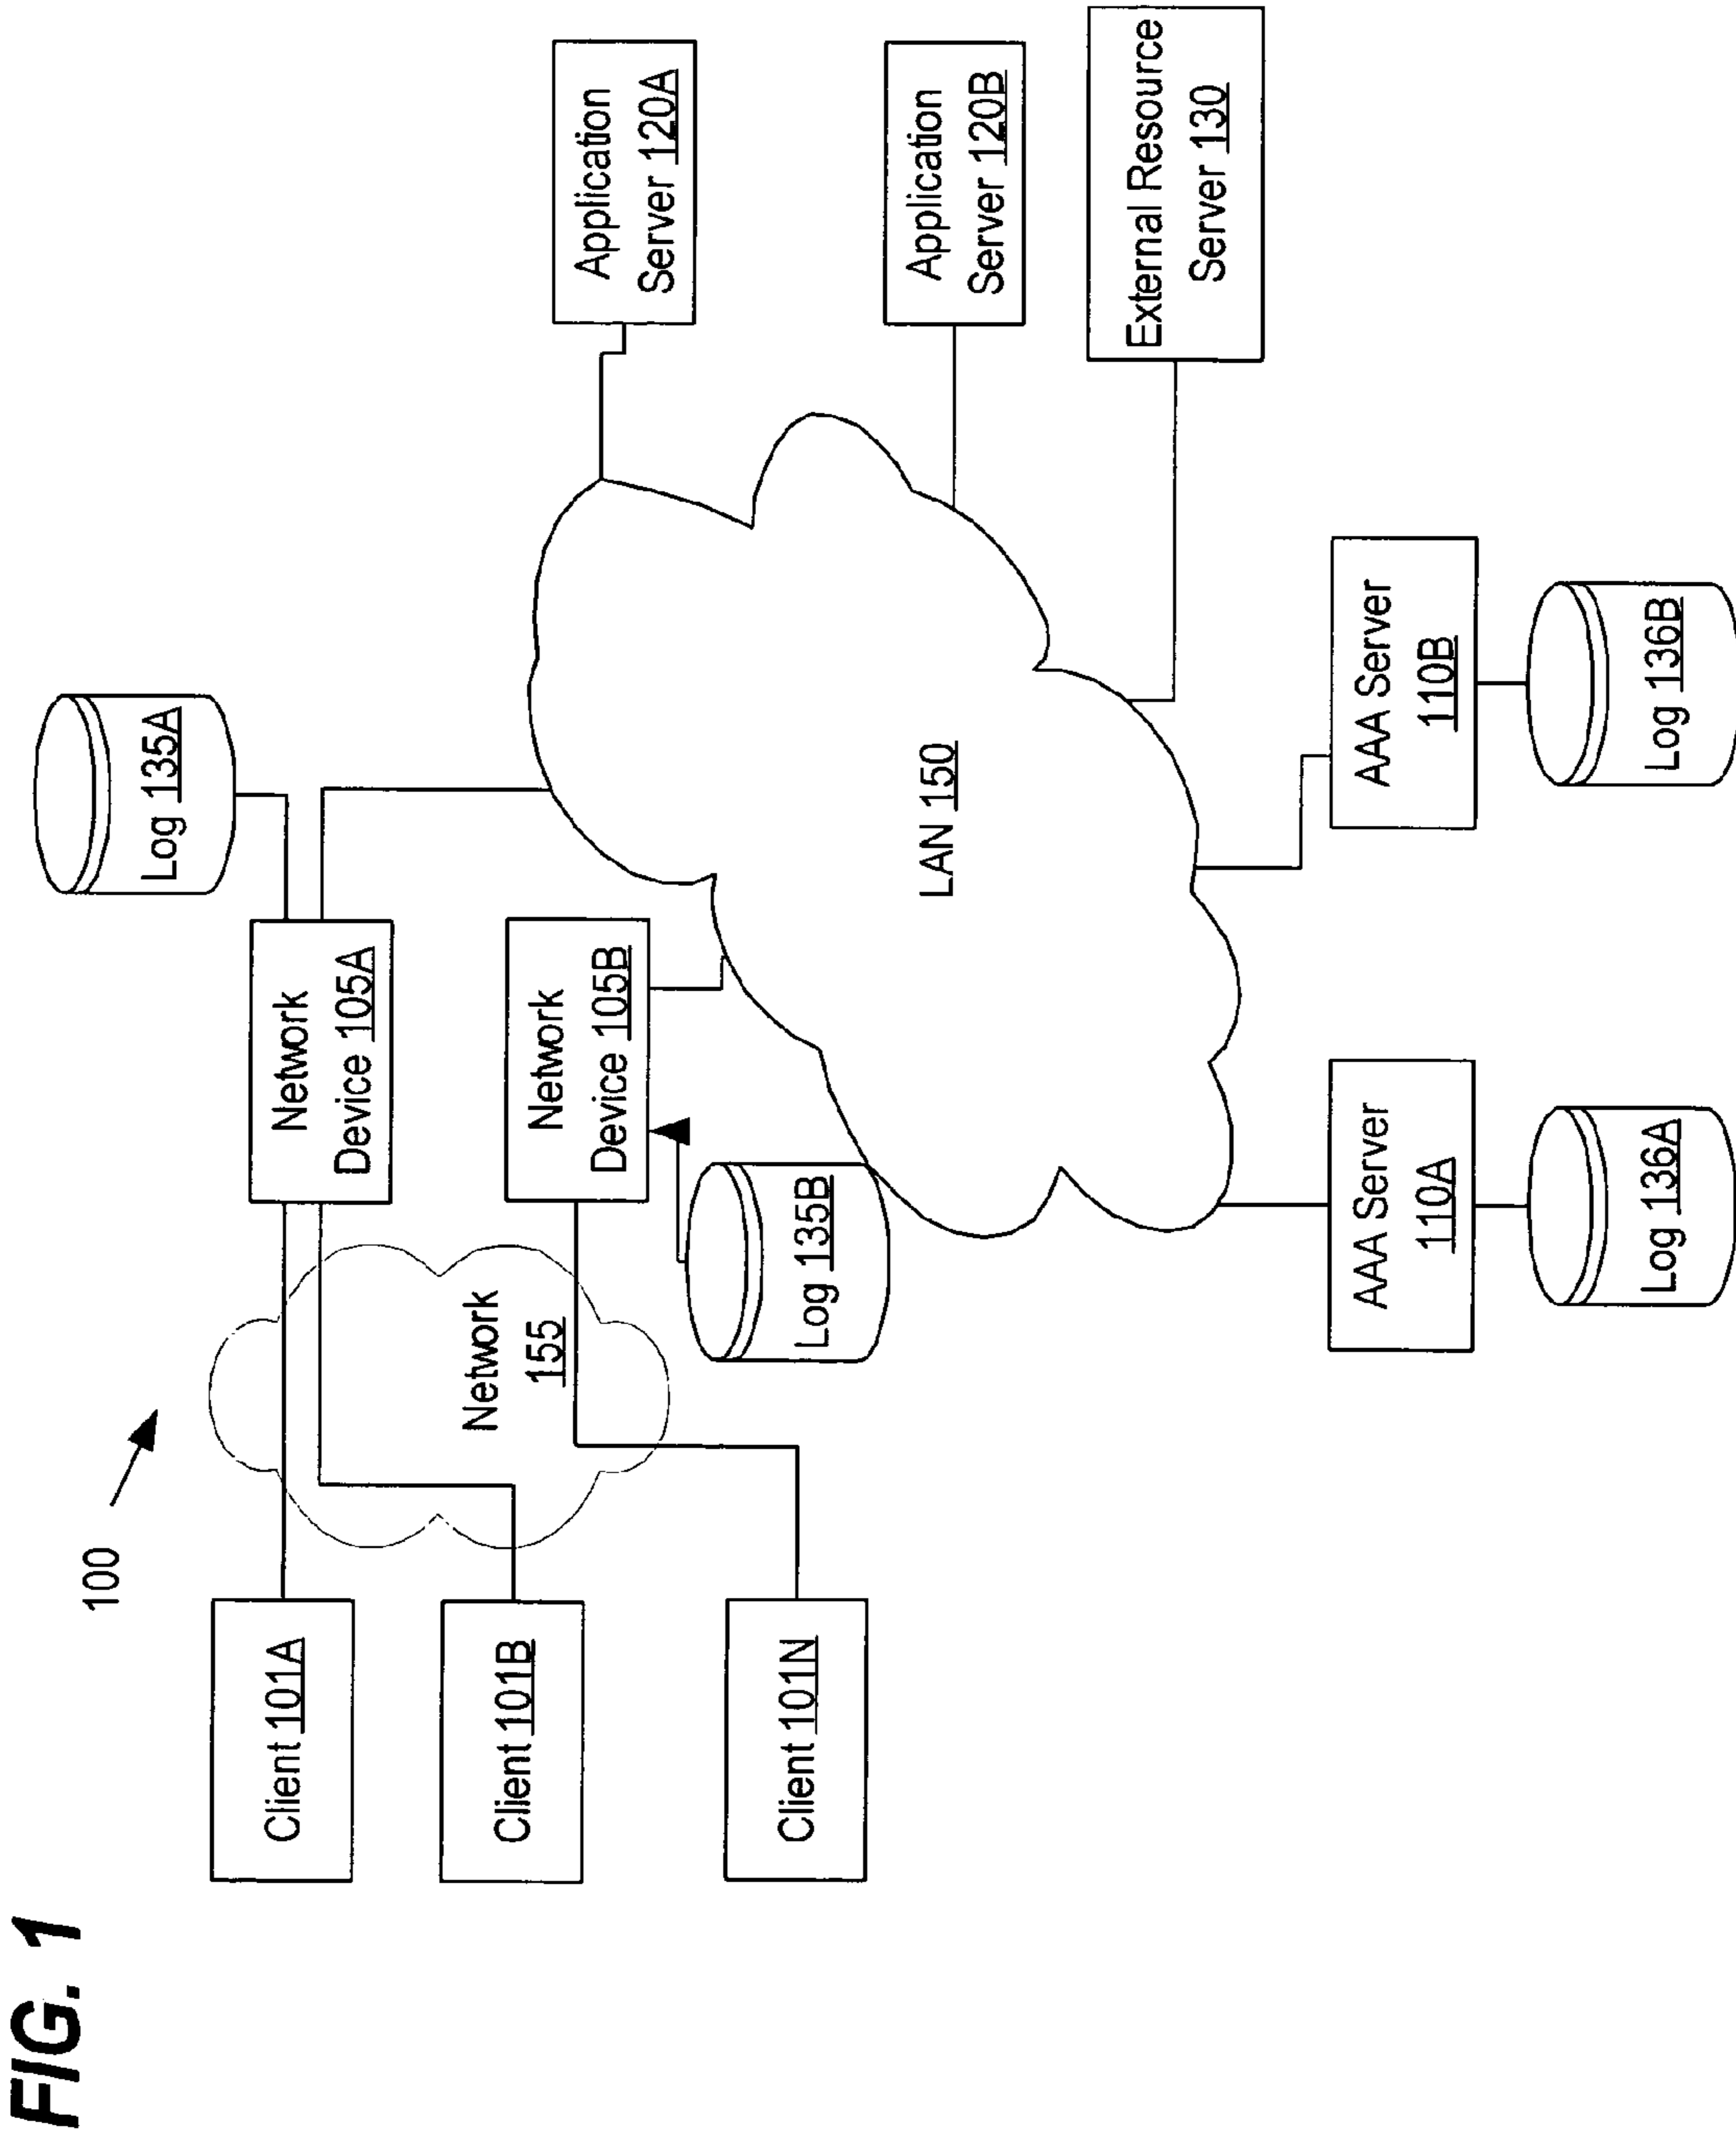 FIG. 1
100
Client 101A
Client 101B
Client 101N
Network
155
Network
Device 105A
Network
Device 105B
Log 135A
Log 135B
LAN 150
Application
Server 120A
Application
Server 120B
External Resource
Server 130
AAA Server
110A
AAA Server
110B
Log 136A
Log 136B